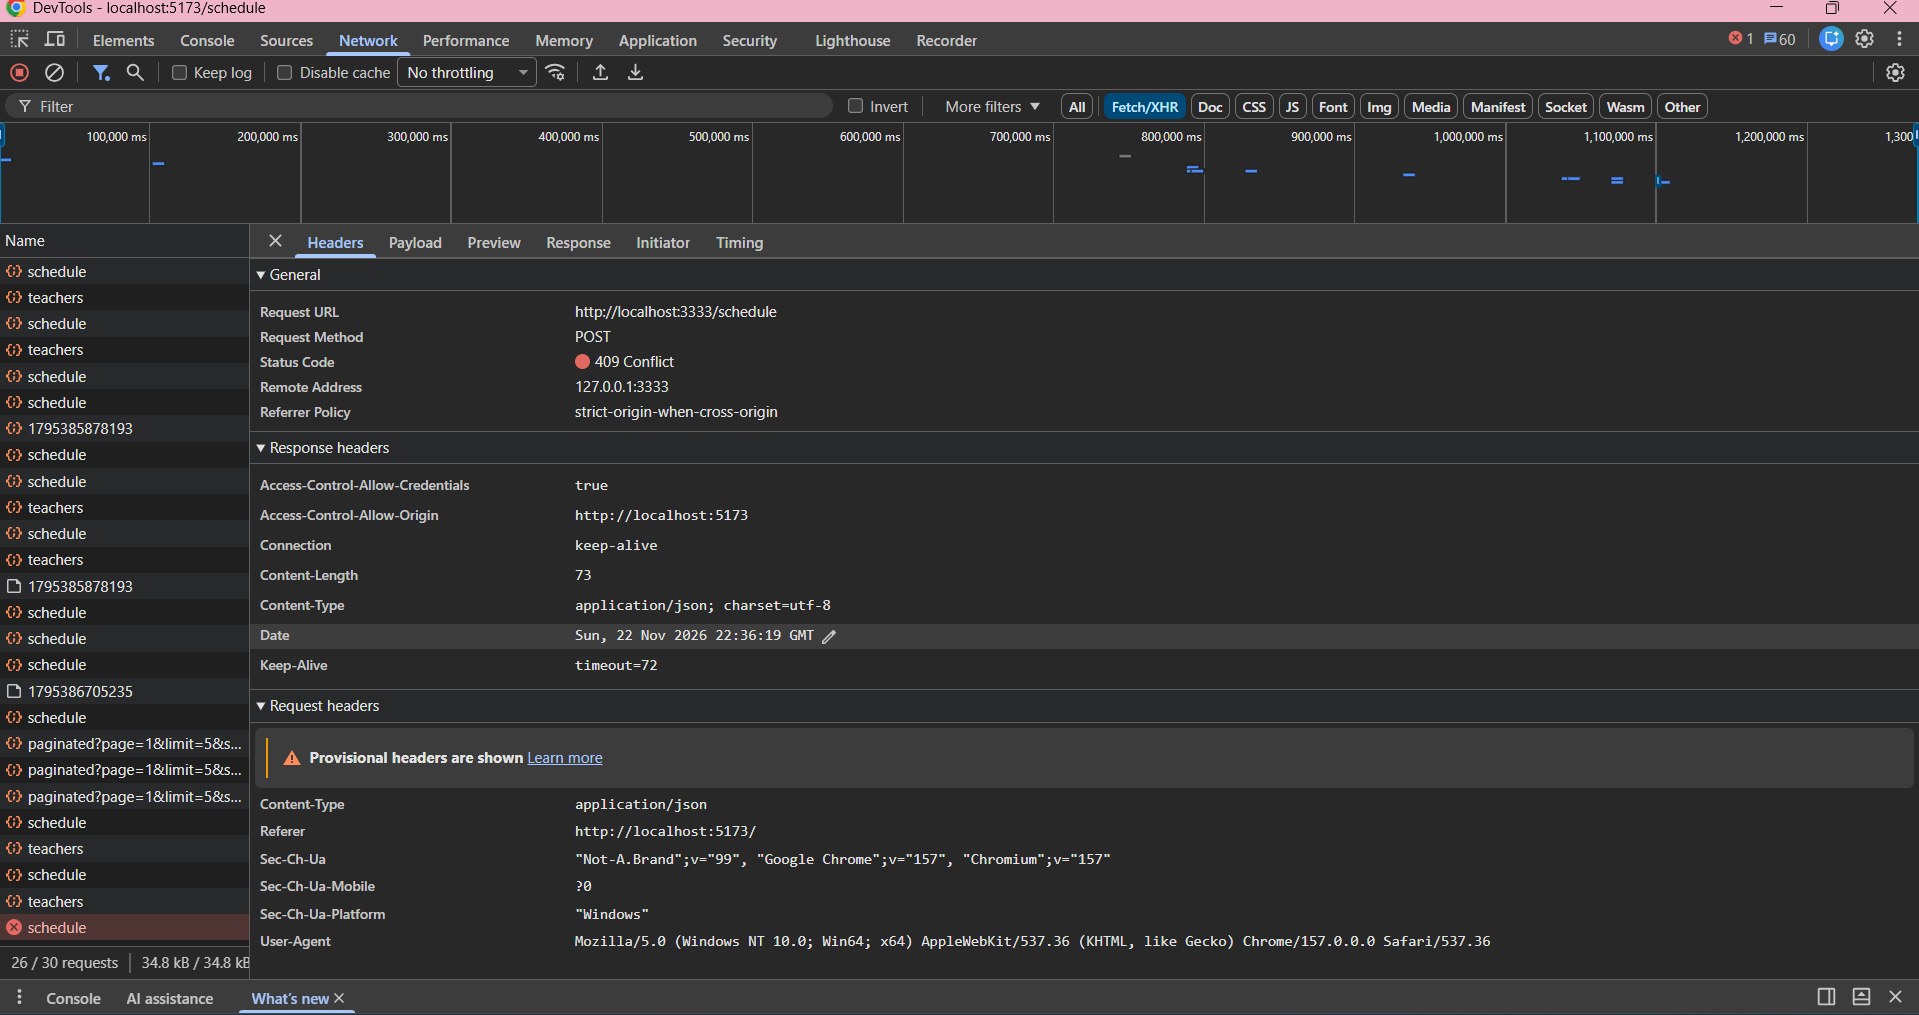 DevTools - localhost:5173/schedule
Elements Console Sources Network Performance Memory Application Security Lighthouse Recorder 1 60
Keep log Disable cache No throttling
Filter Invert More filters All Fetch/XHR Doc CSS JS Font Img Media Manifest Socket Wasm Other
100,000 ms 200,000 ms 300,000 ms 400,000 ms 500,000 ms 600,000 ms 700,000 ms 800,000 ms 900,000 ms 1,000,000 ms 1,100,000 ms 1,200,000 ms 1,300
Name
schedule
teachers
schedule
teachers
schedule
schedule
1795385878193
schedule
schedule
teachers
schedule
teachers
1795385878193
schedule
schedule
schedule
1795386705235
schedule
paginated?page=1&limit=5&s...
paginated?page=1&limit=5&s...
paginated?page=1&limit=5&s...
schedule
teachers
schedule
teachers
schedule
26 / 30 requests 34.8 kB / 34.8 kB
Headers Payload Preview Response Initiator Timing
General
Request URL http://localhost:3333/schedule
Request Method POST
Status Code 409 Conflict
Remote Address 127.0.0.1:3333
Referrer Policy strict-origin-when-cross-origin
Response headers
Access-Control-Allow-Credentials true
Access-Control-Allow-Origin http://localhost:5173
Connection keep-alive
Content-Length 73
Content-Type application/json; charset=utf-8
Date Sun, 22 Nov 2026 22:36:19 GMT
Keep-Alive timeout=72
Request headers
Provisional headers are shown Learn more
Content-Type application/json
Referer http://localhost:5173/
Sec-Ch-Ua "Not-A.Brand";v="99", "Google Chrome";v="157", "Chromium";v="157"
Sec-Ch-Ua-Mobile ?0
Sec-Ch-Ua-Platform "Windows"
User-Agent Mozilla/5.0 (Windows NT 10.0; Win64; x64) AppleWebKit/537.36 (KHTML, like Gecko) Chrome/157.0.0.0 Safari/537.36
Console AI assistance What's new